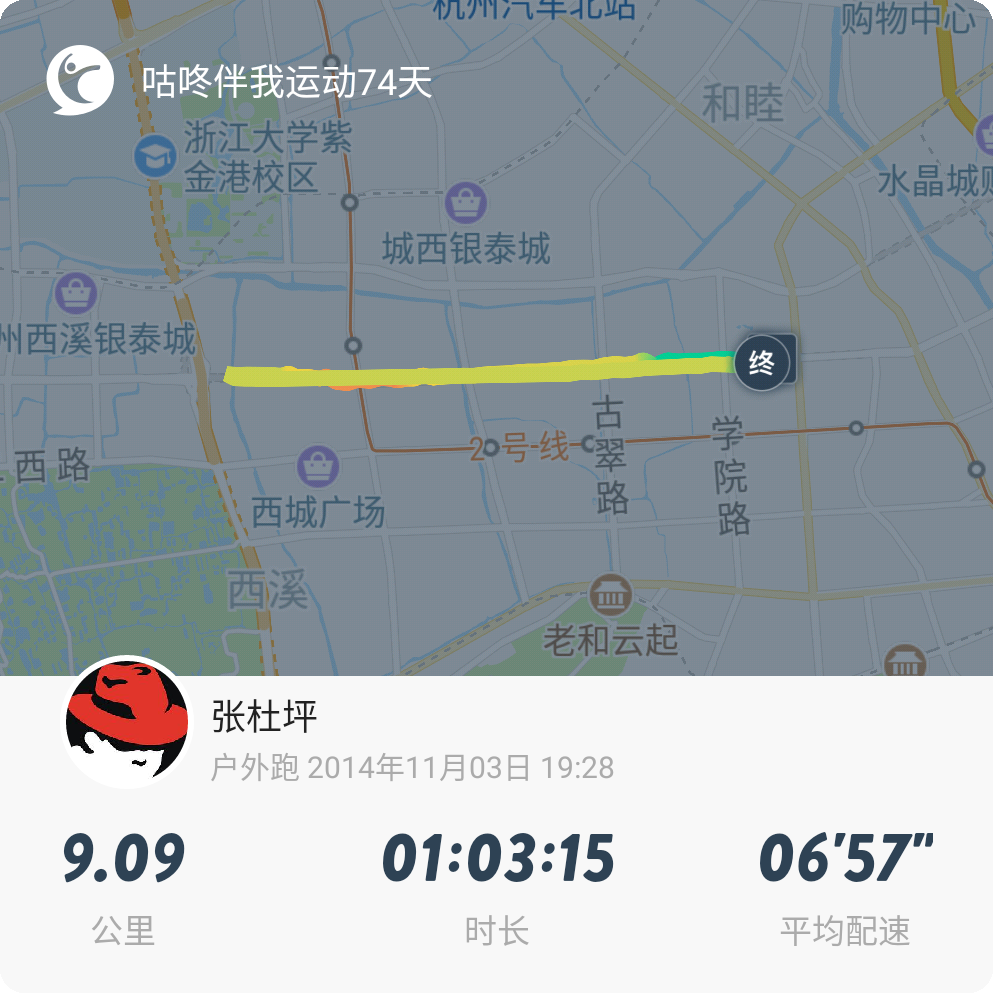 杭州汽车北站
购物中心
咕咚伴我运动74天
和睦
浙江大学紫
金港校区
水晶城购
城西银泰城
州西溪银泰城
终
古翠路
学院路
2号-线
西路
西城广场
西溪
老和云起
张杜坪
户外跑 2014年11月03日 19:28
9.09
01:03:15
06'57"
公里
时长
平均配速